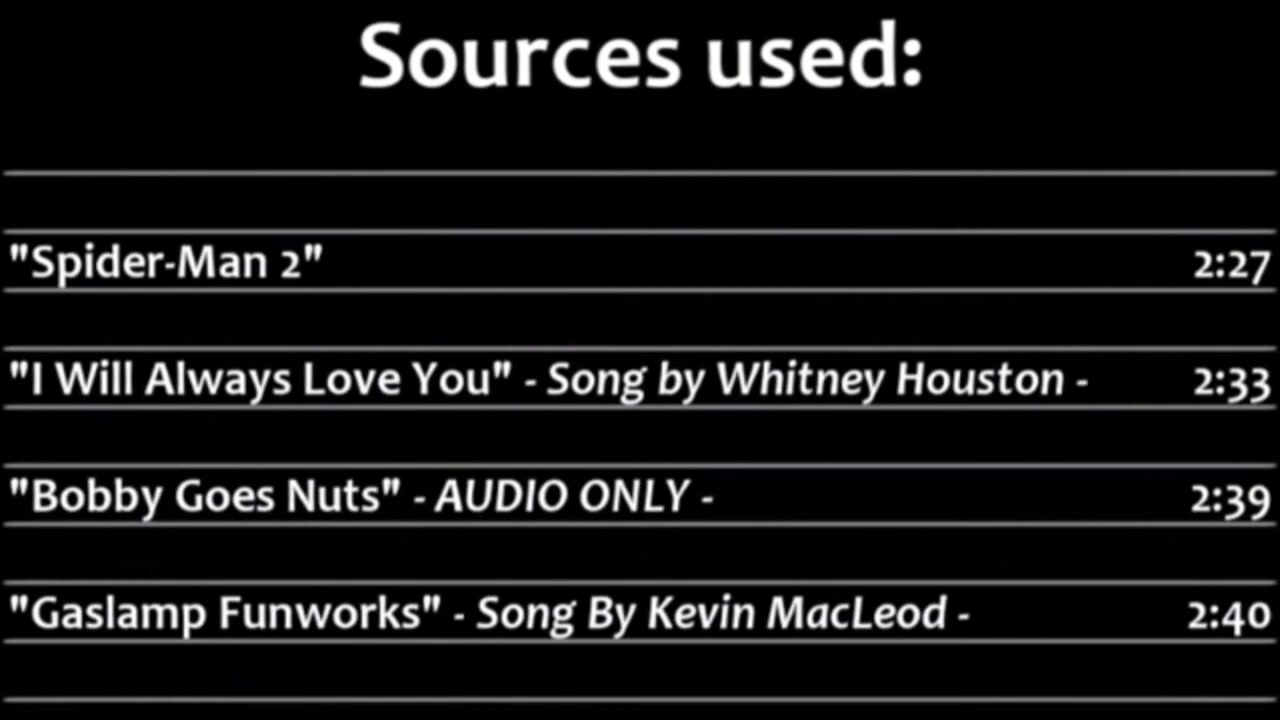 Sources used:
"Spider-Man 2" 2:27
"I Will Always Love You" - Song by Whitney Houston - 2:33
"Bobby Goes Nuts" - AUDIO ONLY - 2:39
"Gaslamp Funworks" - Song By Kevin MacLeod - 2:40